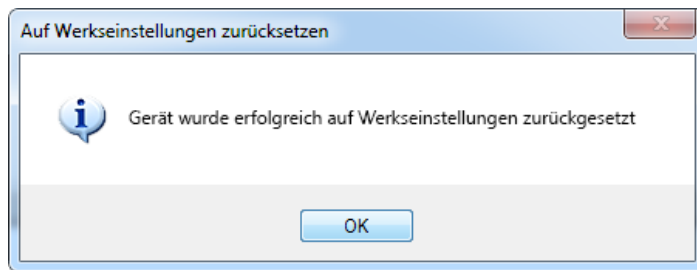 Auf Werkseinstellungen zurücksetzen
Gerät wurde erfolgreich auf Werkseinstellungen zurückgesetzt
OK